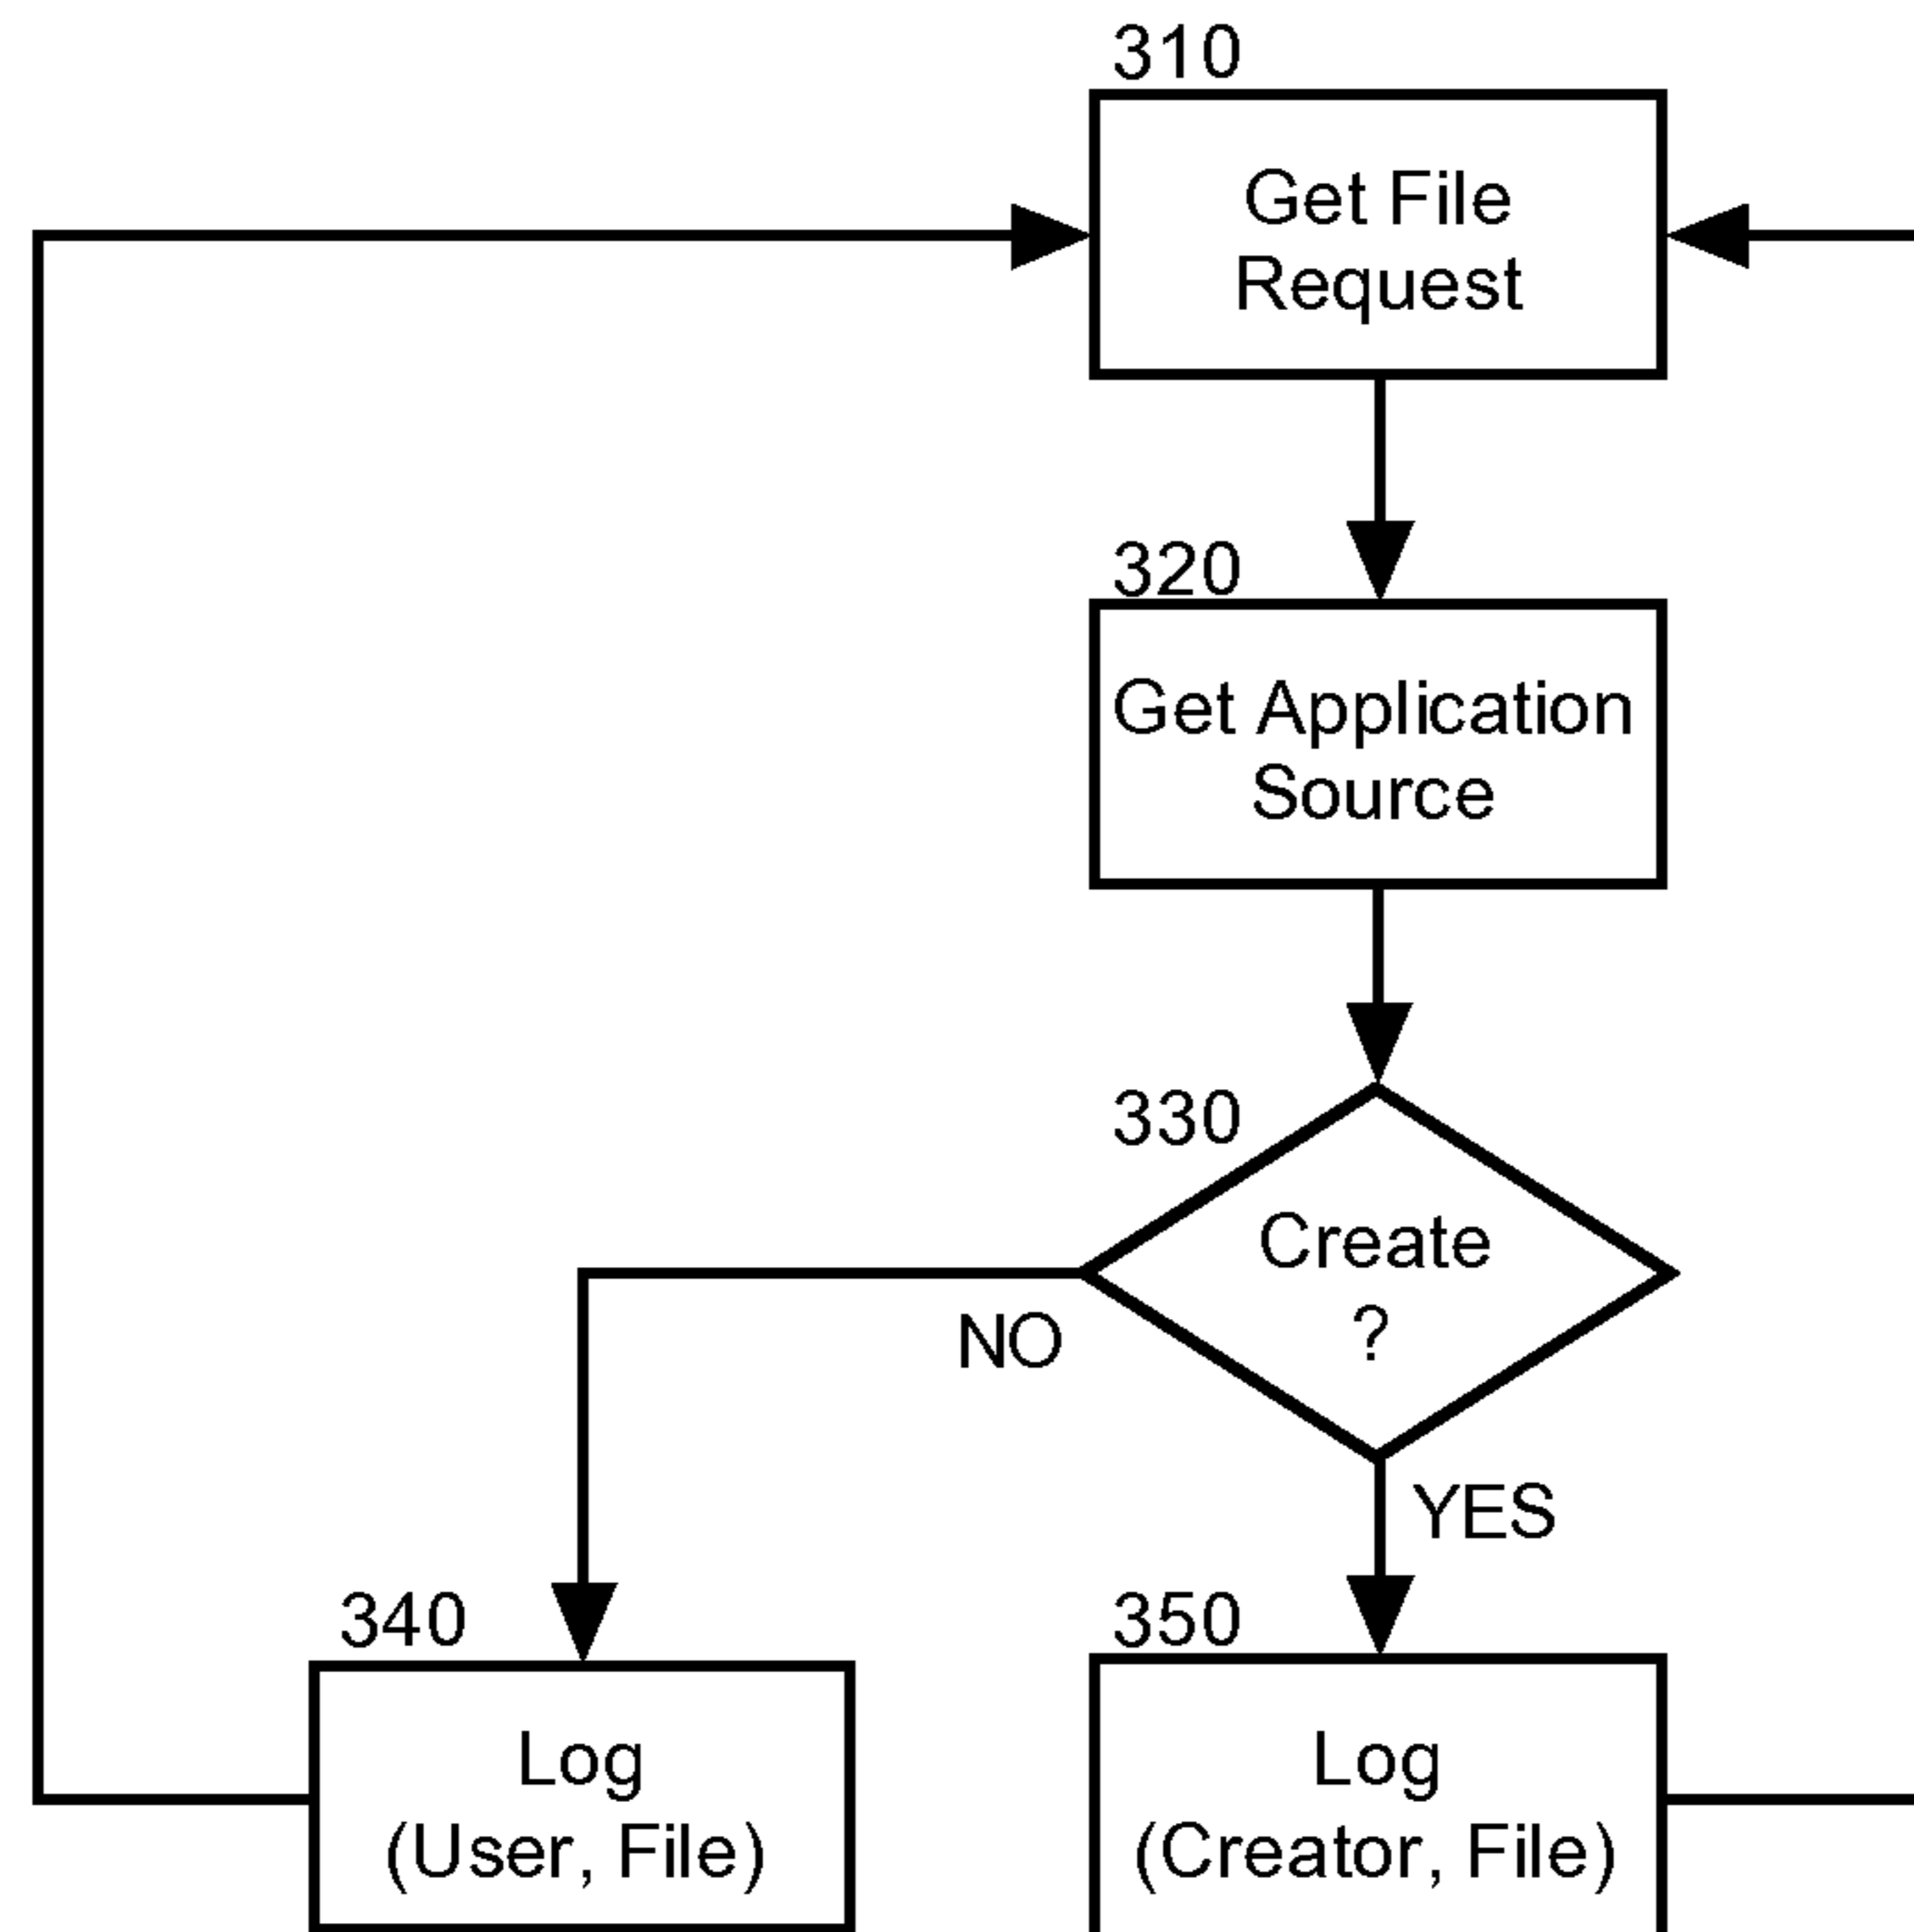 310
Get File
Request
320
Get Application
Source
330
Create
?
NO
YES
340
Log
(User, File)
350
Log
(Creator, File)